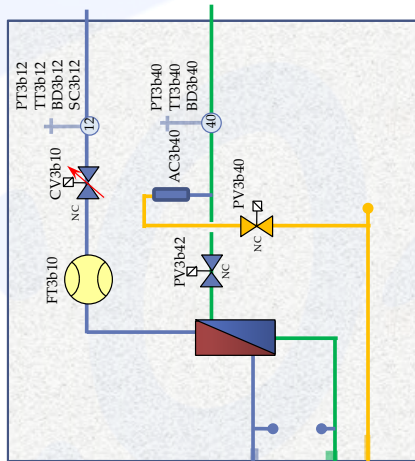 PT3b12
TT3b12
BD3b12
SC3b12
12
CV3b10
NC
FT3b10
PT3b40
TT3b40
BD3b40
40
AC3b40
PV3b42
NC
PV3b40
NC